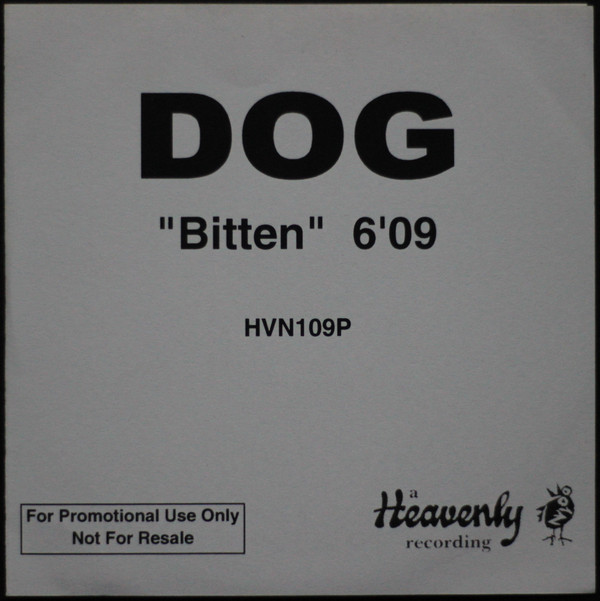 DOG
"Bitten" 6'09
HVN109P
For Promotional Use Only
Not For Resale
a
Heavenly
recording